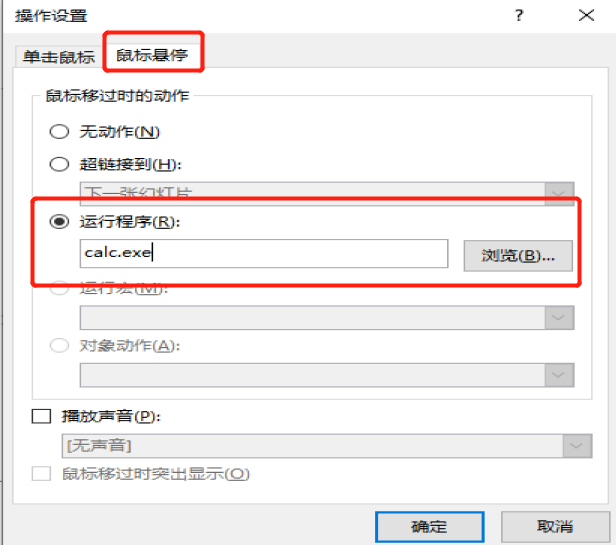 操作设置 ?
单击鼠标 鼠标悬停
鼠标移过时的动作
无动作(N)
超链接到(H):
下一张幻灯片
运行程序(R):
calc.exe 浏览(B)...
运行宏(M):
对象动作(A):
播放声音(P):
[无声音]
鼠标移过时突出显示(O)
确定 取消